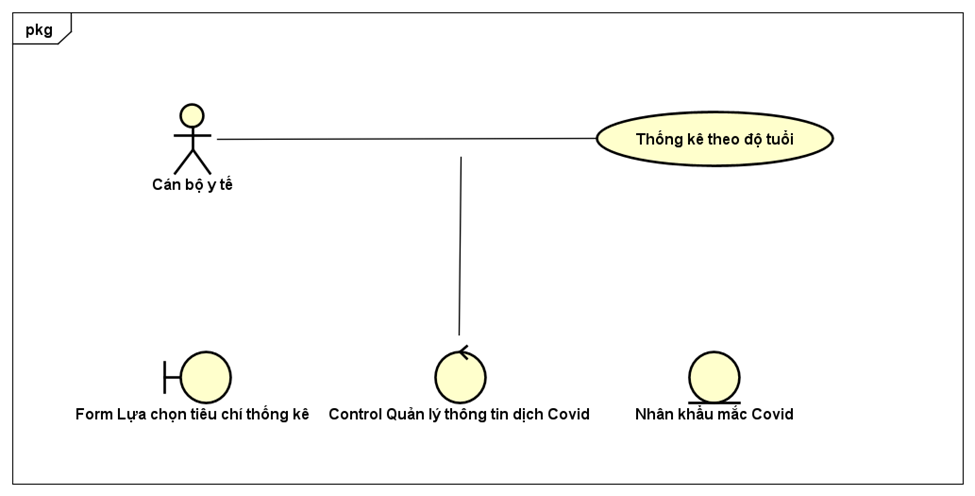 pkg
Cán bộ y tế
Thống kê theo độ tuổi
Form Lựa chọn tiêu chí thống kê
Control Quản lý thông tin dịch Covid
Nhân khẩu mắc Covid